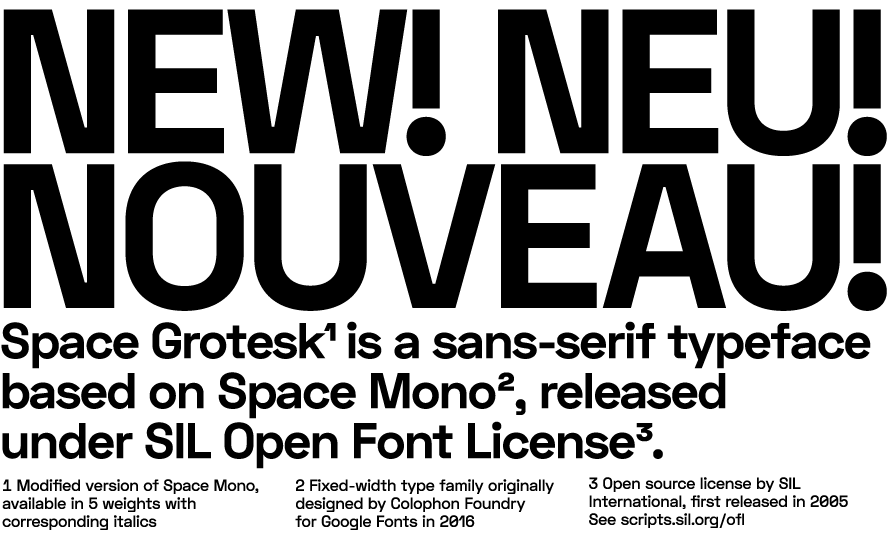 NEW! NEU!
NOUVEAU!
Space Grotesk¹ is a sans-serif typeface
based on Space Mono², released
under SIL Open Font License³.
1 Modified version of Space Mono,
available in 5 weights with
corresponding italics
2 Fixed-width type family originally
designed by Colophon Foundry
for Google Fonts in 2016
3 Open source license by SIL
International, first released in 2005
See scripts.sil.org/ofl